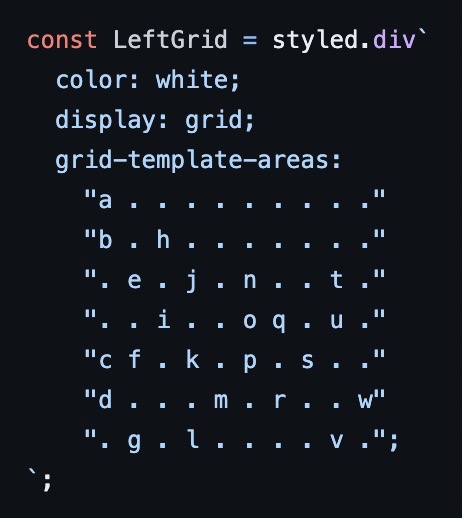 const LeftGrid = styled.div`
  color: white;
  display: grid;
  grid-template-areas:
    "a . . . . . . . . ."
    "b . h . . . . . . ."
    ". e . j . n . . t ."
    ". . i . . o q . u ."
    "c f . k . p . s . ."
    "d . . . m . r . . w"
    ". g . l . . . . v .";
`;